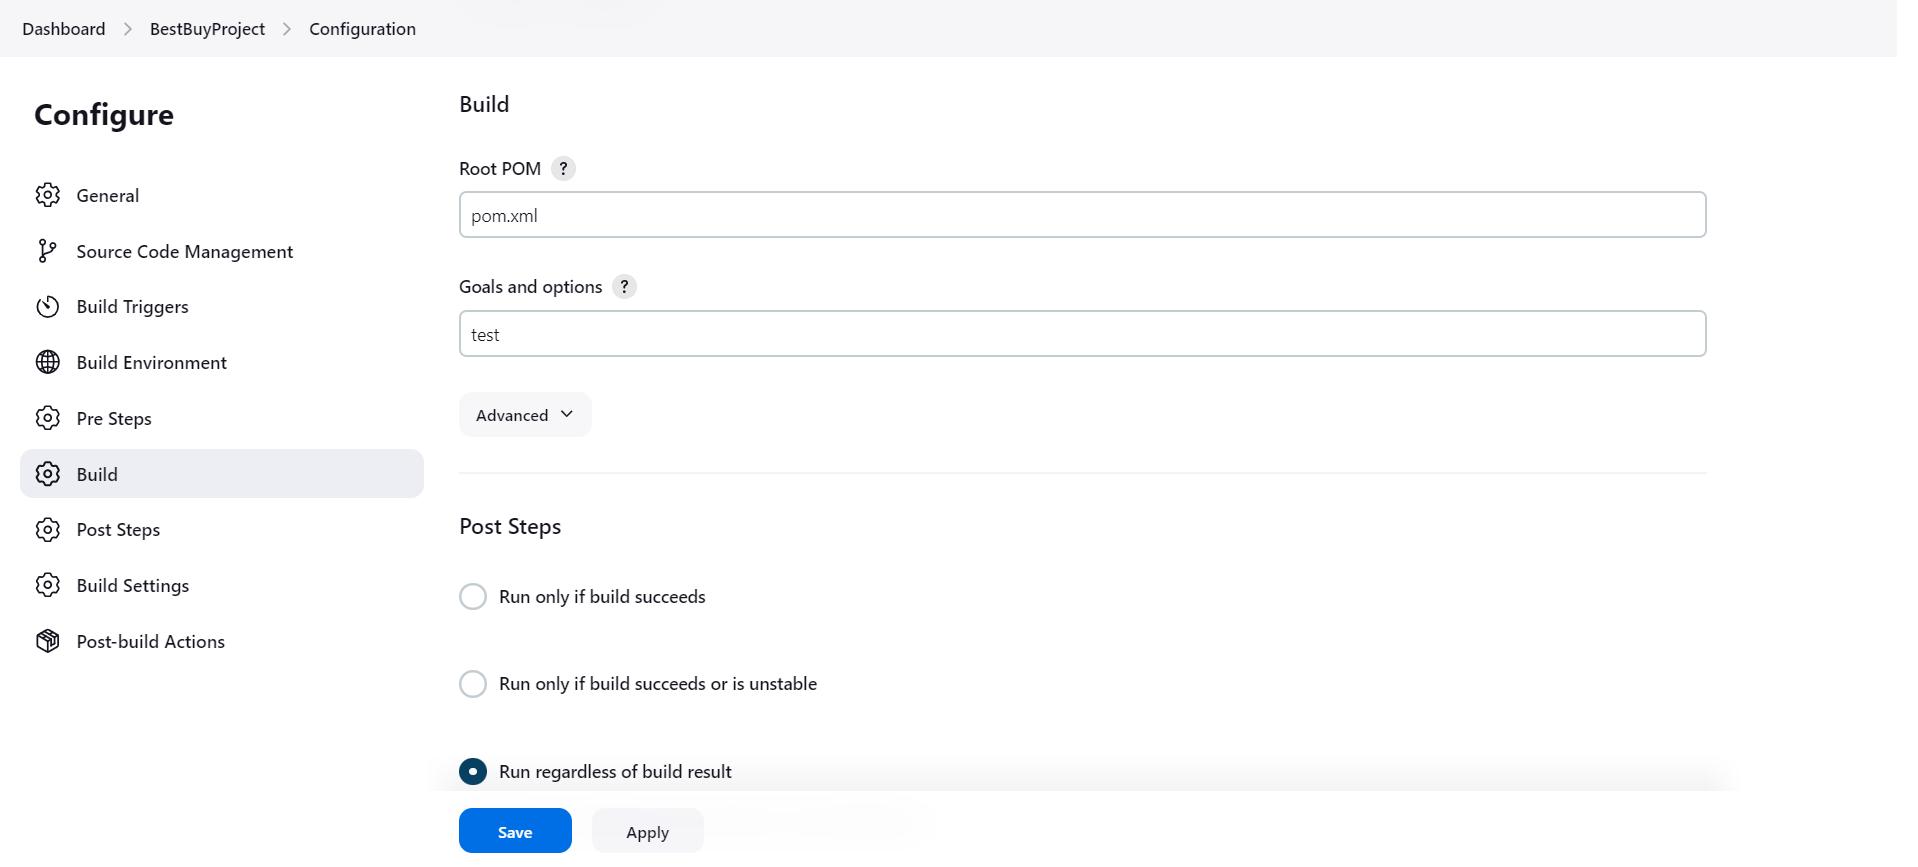 Dashboard > BestBuyProject > Configuration
Configure
General
Source Code Management
Build Triggers
Build Environment
Pre Steps
Build
Post Steps
Build Settings
Post-build Actions
Build
Root POM ?
pom.xml
Goals and options ?
test
Advanced
Post Steps
Run only if build succeeds
Run only if build succeeds or is unstable
Run regardless of build result
Save Apply